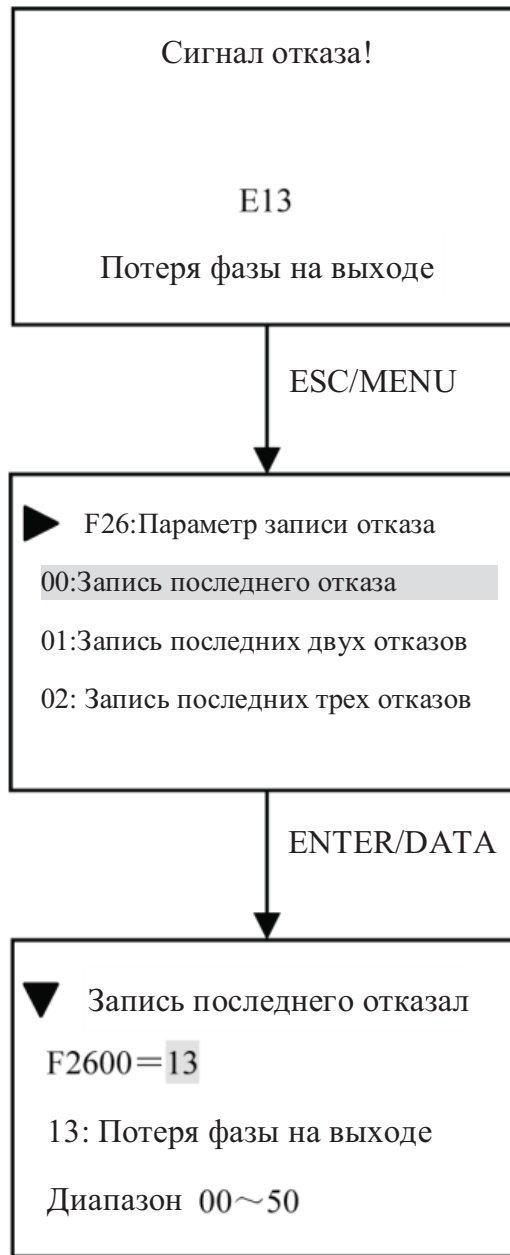 Сигнал отказа!
E13
Потеря фазы на выходе
ESC/MENU
F26:Параметр записи отказа
00:Запись последнего отказа
01:Запись последних двух отказов
02: Запись последних трех отказов
ENTER/DATA
Запись последнего отказал
F2600=13
13: Потеря фазы на выходе
Диапазон 00～50